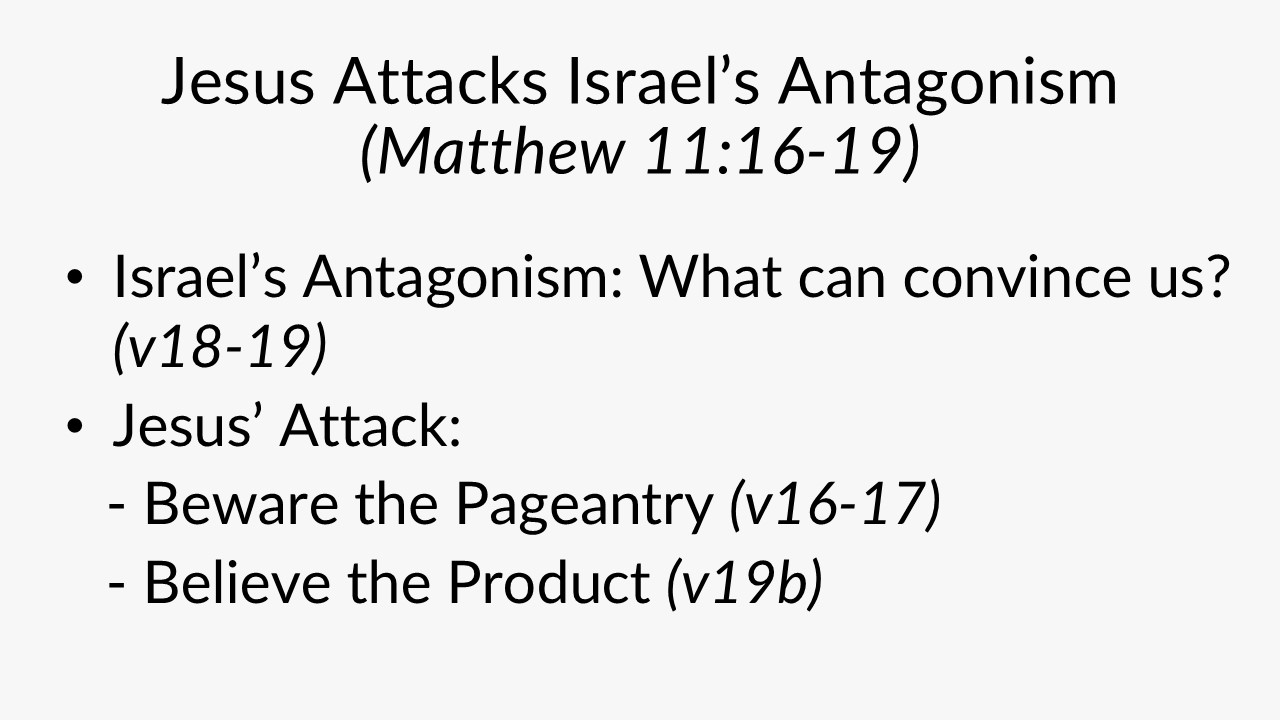 Jesus Attacks Israel’s Antagonism
(Matthew 11:16-19)
• Israel’s Antagonism: What can convince us?
(v18-19)
• Jesus’ Attack:
- Beware the Pageantry (v16-17)
- Believe the Product (v19b)